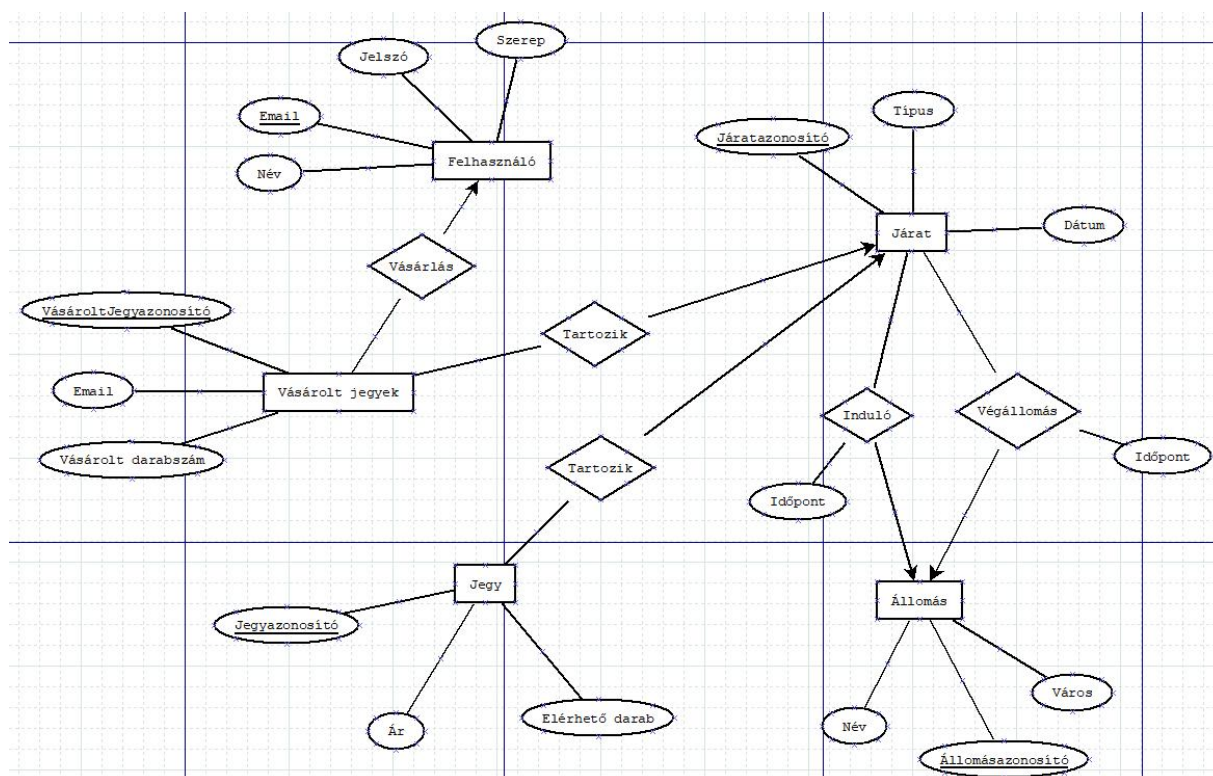 Szerep
Jelszó
Email
Felhasználó
Név
Típus
Járatazonosító
Dátum
Járat
Vásárlás
VásároltJegyazonosító
Tartozik
Email
Vásárolt jegyek
Vásárolt darabszám
Induló
Végállomás
Időpont
Tartozik
Időpont
Jegy
Jegyazonosító
Állomás
Ár
Elérhető darab
Város
Név
Állomásazonosító